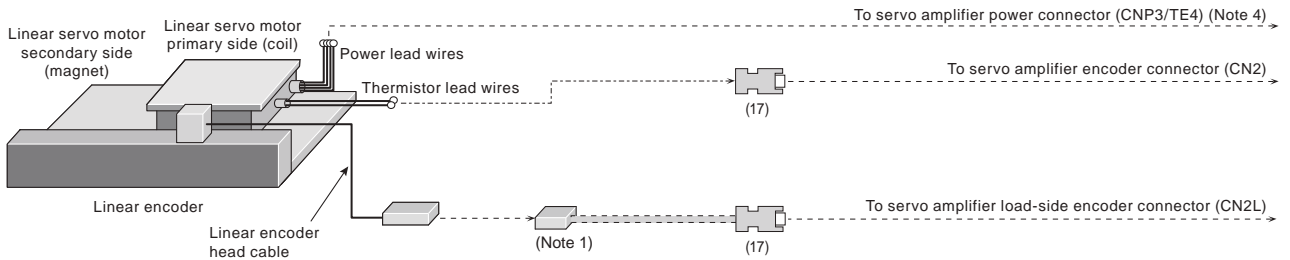 To servo amplifier power connector (CNP3/TE4) (Note 4)
Linear servo motor
secondary side
(magnet)
Linear servo motor
primary side (coil)
Power lead wires
Thermistor lead wires
To servo amplifier encoder connector (CN2)
(17)
Linear encoder
Linear encoder
head cable
(Note 1)
To servo amplifier load-side encoder connector (CN2L)
(17)